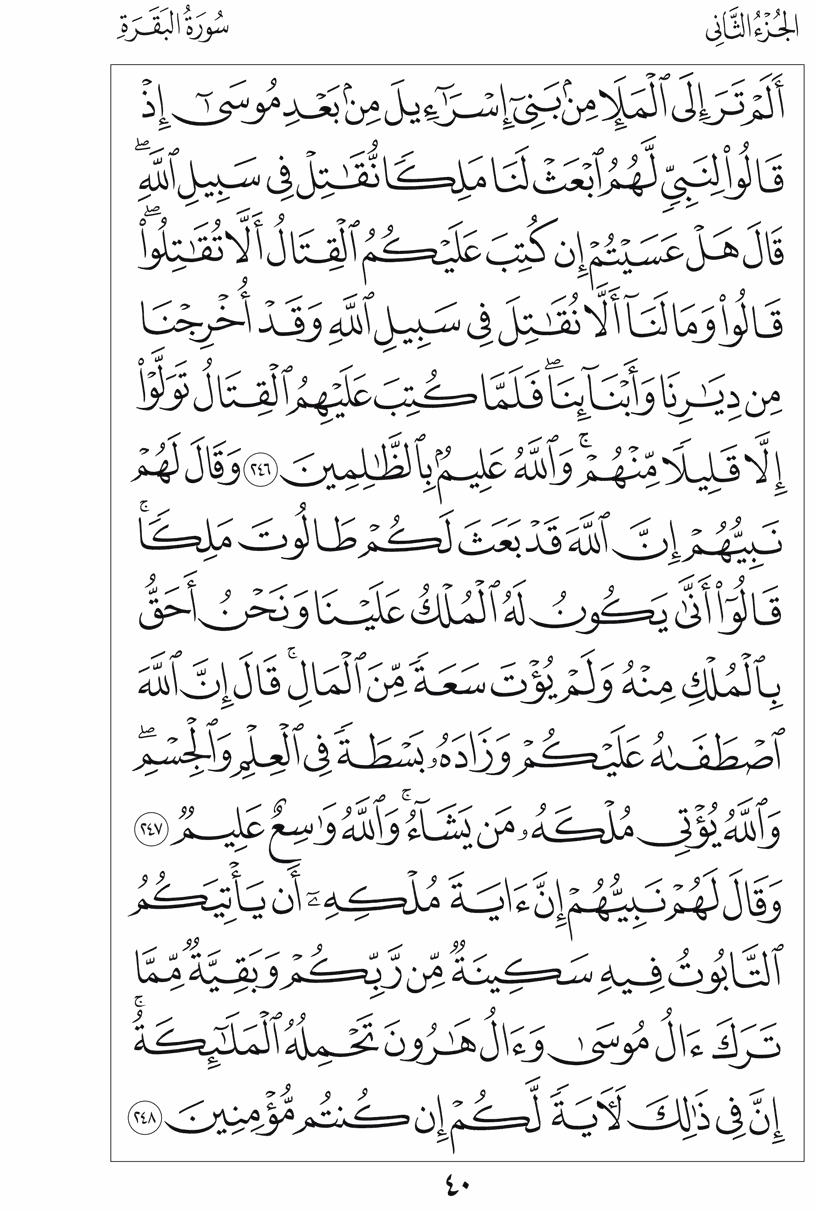 الجُزْءُ الثَّانِي
سُورَةُ البَقَرَةِ
أَلَمْ تَرَ إِلَى ٱلْمَلَإِ مِنۢ بَنِىٓ إِسْرَٰٓءِيلَ مِنۢ بَعْدِ مُوسَىٰٓ إِذْ
قَالُوا۟ لِنَبِىٍّ لَّهُمُ ٱبْعَثْ لَنَا مَلِكًا نُّقَٰتِلْ فِى سَبِيلِ ٱللَّهِۖ
قَالَ هَلْ عَسَيْتُمْ إِن كُتِبَ عَلَيْكُمُ ٱلْقِتَالُ أَلَّا تُقَٰتِلُوا۟ۖ
قَالُوا۟ وَمَا لَنَآ أَلَّا نُقَٰتِلَ فِى سَبِيلِ ٱللَّهِ وَقَدْ أُخْرِجْنَا
مِن دِيَٰرِنَا وَأَبْنَآئِنَاۖ فَلَمَّا كُتِبَ عَلَيْهِمُ ٱلْقِتَالُ تَوَلَّوْا۟
إِلَّا قَلِيلًا مِّنْهُمْۚ وَٱللَّهُ عَلِيمٌۢ بِٱلظَّٰلِمِينَ ٢٤٦ وَقَالَ لَهُمْ
نَبِيُّهُمْ إِنَّ ٱللَّهَ قَدْ بَعَثَ لَكُمْ طَالُوتَ مَلِكًاۚ
قَالُوٓا۟ أَنَّىٰ يَكُونُ لَهُ ٱلْمُلْكُ عَلَيْنَا وَنَحْنُ أَحَقُّ
بِٱلْمُلْكِ مِنْهُ وَلَمْ يُؤْتَ سَعَةً مِّنَ ٱلْمَالِۚ قَالَ إِنَّ ٱللَّهَ
ٱصْطَفَىٰهُ عَلَيْكُمْ وَزَادَهُۥ بَسْطَةً فِى ٱلْعِلْمِ وَٱلْجِسْمِۖ
وَٱللَّهُ يُؤْتِى مُلْكَهُۥ مَن يَشَآءُۚ وَٱللَّهُ وَٰسِعٌ عَلِيمٌ ٢٤٧
وَقَالَ لَهُمْ نَبِيُّهُمْ إِنَّ ءَايَةَ مُلْكِهِۦٓ أَن يَأْتِيَكُمُ
ٱلتَّابُوتُ فِيهِ سَكِينَةٌ مِّن رَّبِّكُمْ وَبَقِيَّةٌ مِّمَّا
تَرَكَ ءَالُ مُوسَىٰ وَءَالُ هَٰرُونَ تَحْمِلُهُ ٱلْمَلَٰٓئِكَةُۚ
إِنَّ فِى ذَٰلِكَ لَءَايَةً لَّكُمْ إِن كُنتُم مُّؤْمِنِينَ ٢٤٨
٤٠